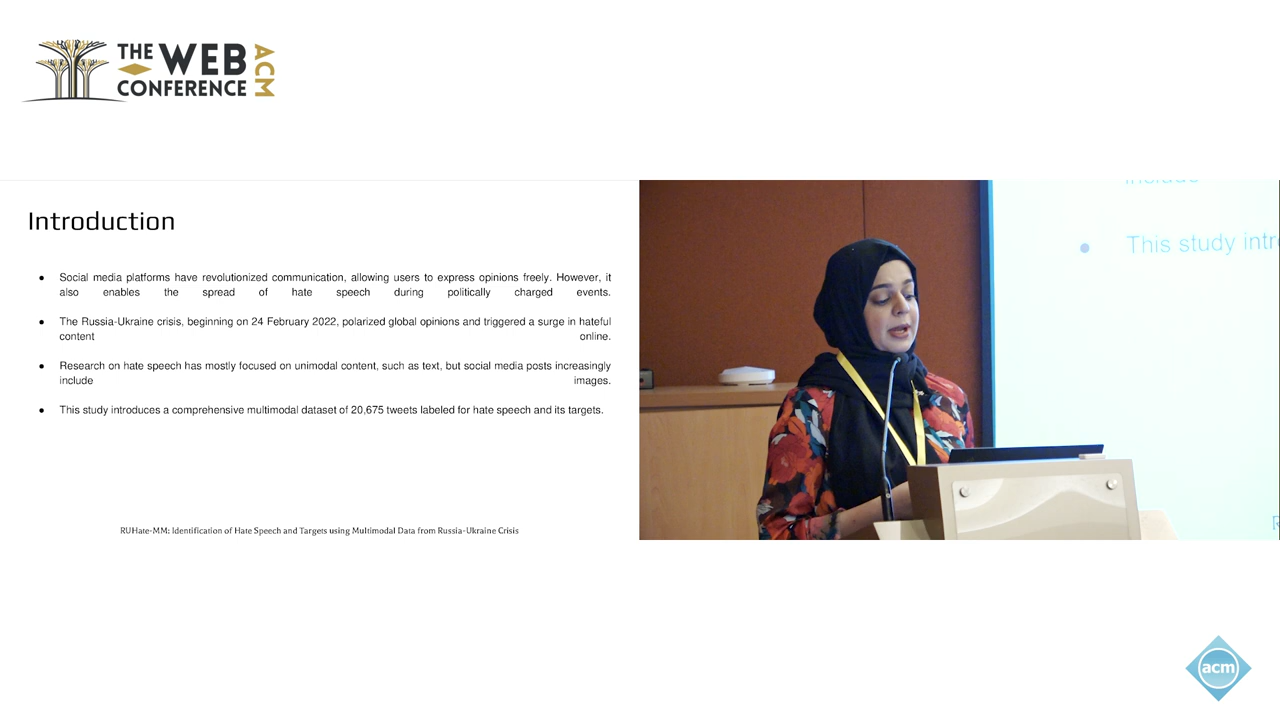 THE WEB
CONFERENCE
ACM
Introduction
● Social media platforms have revolutionized communication, allowing users to express opinions freely. However, it
also enables the spread of hate speech during politically charged events.
● The Russia-Ukraine crisis, beginning on 24 February 2022, polarized global opinions and triggered a surge in hateful
content online.
● Research on hate speech has mostly focused on unimodal content, such as text, but social media posts increasingly
include images.
● This study introduces a comprehensive multimodal dataset of 20,675 tweets labeled for hate speech and its targets.
RUHate-MM: Identification of Hate Speech and Targets using Multimodal Data from Russia-Ukraine Crisis
include
● This study intr
acm